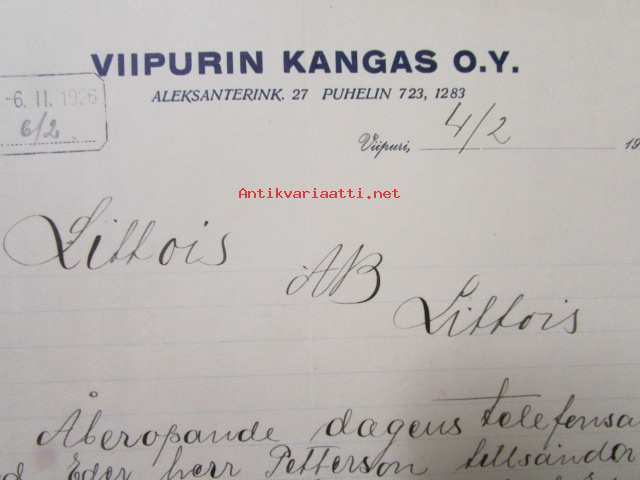 VIIPURIN KANGAS O.Y.
ALEKSANTERINK. 27 PUHELIN 723, 1283
-6. II. 1926
6/2
Viipuri, 4/2 19
Antikvariaatti.net
Littois AB
Littois
Åberopande dagens telefonsa
d Eder herr Petterson tillsänder